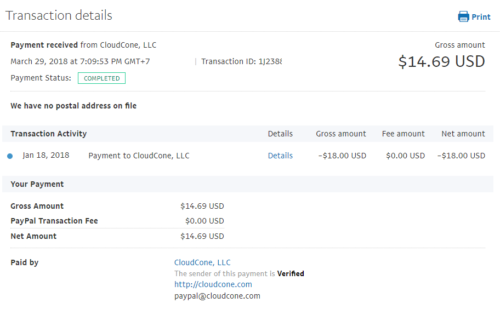 Transaction details
Print
Payment received from CloudCone, LLC
Gross amount
March 29, 2018 at 7:09:53 PM GMT+7 | Transaction ID: 1J238I
$14.69 USD
Payment Status: COMPLETED
We have no postal address on file
Transaction Activity Details Gross amount Fee amount Net amount
Jan 18, 2018 Payment to CloudCone, LLC Details -$18.00 USD $0.00 USD -$18.00 USD
Your Payment
Gross Amount $14.69 USD
PayPal Transaction Fee $0.00 USD
Net Amount $14.69 USD
Paid by CloudCone, LLC
The sender of this payment is Verified
http://cloudcone.com
paypal@cloudcone.com